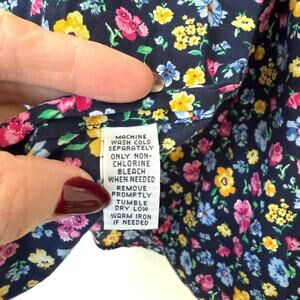 MACHINE
WASH COLD
SEPARATELY
ONLY NON-
CHLORINE
BLEACH
WHEN NEEDED
REMOVE
PROMPTLY
TUMBLE
DRY LOW
WARM IRON
IF NEEDED